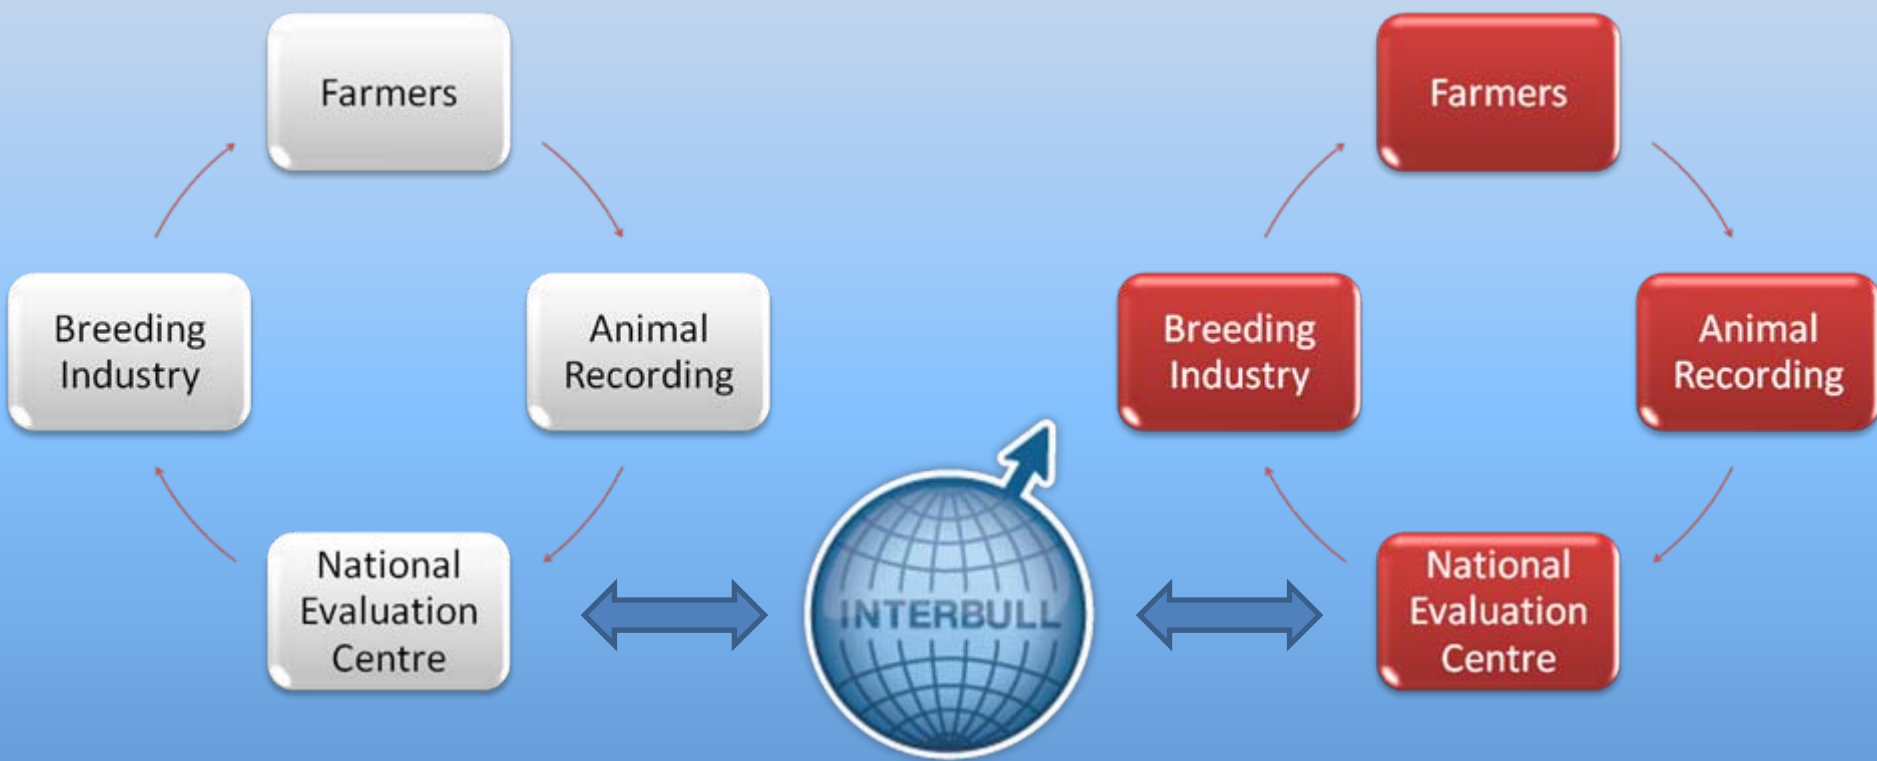 Farmers
Breeding
Industry
Animal
Recording
National
Evaluation
Centre
INTERBULL
Farmers
Breeding
Industry
Animal
Recording
National
Evaluation
Centre